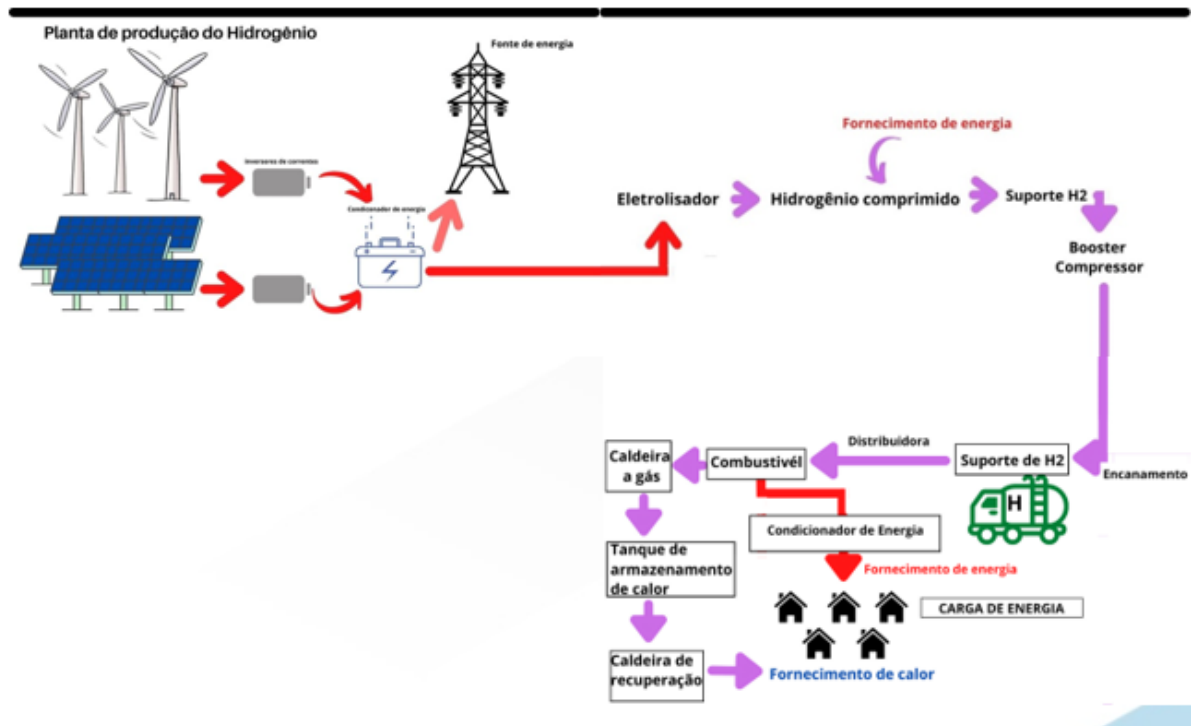 Planta de produção do Hidrogênio
Fonte de energia
Inversores de correntes
Condicionador de energia
Fornecimento de energia
Eletrolisador
Hidrogênio comprimido
Suporte H2
Booster
Compressor
Encanamento
Suporte de H2
H
Distribuidora
Combustivél
Caldeira
a gás
Condicionador de Energia
Fornecimento de energia
CARGA DE ENERGIA
Tanque de
armazenamento
de calor
Caldeira de
recuperação
Fornecimento de calor